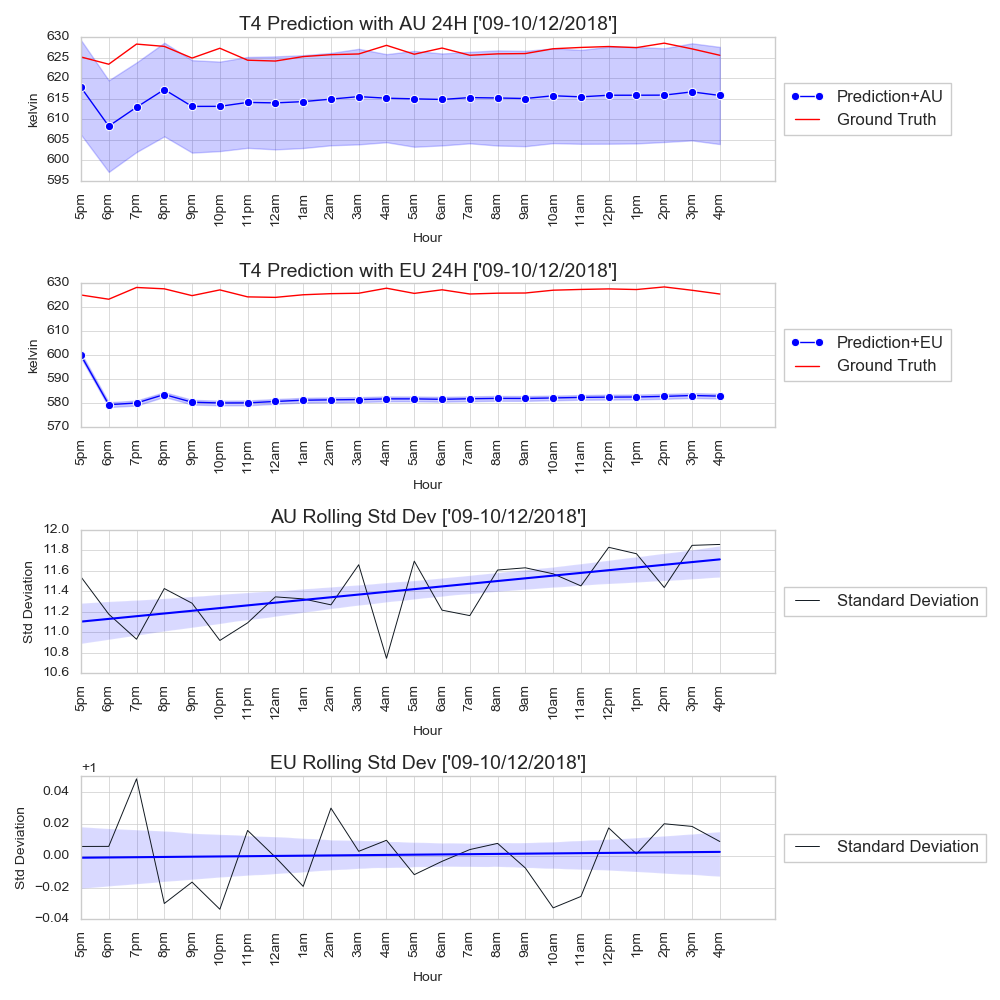 T4 Prediction with AU 24H ['09-10/12/2018']
630
625
620
615
610
605
600
595
kelvin
5pm 6pm 7pm 8pm 9pm 10pm 11pm 12am 1am 2am 3am 4am 5am 6am 7am 8am 9am 10am 11am 12pm 1pm 2pm 3pm 4pm
Hour
Prediction+AU
Ground Truth
T4 Prediction with EU 24H ['09-10/12/2018']
630
620
610
600
590
580
570
kelvin
5pm 6pm 7pm 8pm 9pm 10pm 11pm 12am 1am 2am 3am 4am 5am 6am 7am 8am 9am 10am 11am 12pm 1pm 2pm 3pm 4pm
Hour
Prediction+EU
Ground Truth
AU Rolling Std Dev ['09-10/12/2018']
12.0
11.8
11.6
11.4
11.2
11.0
10.8
10.6
Std Deviation
5pm 6pm 7pm 8pm 9pm 10pm 11pm 12am 1am 2am 3am 4am 5am 6am 7am 8am 9am 10am 11am 12pm 1pm 2pm 3pm 4pm
Hour
Standard Deviation
EU Rolling Std Dev ['09-10/12/2018']
+1
0.04
0.02
0.00
−0.02
−0.04
Std Deviation
5pm 6pm 7pm 8pm 9pm 10pm 11pm 12am 1am 2am 3am 4am 5am 6am 7am 8am 9am 10am 11am 12pm 1pm 2pm 3pm 4pm
Hour
Standard Deviation